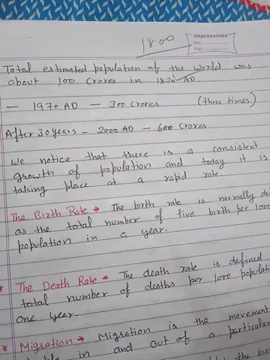 1800
Impressions
Total estimated population of the world was
about 100 Crores in 1820 AD.
— 1970 AD — 300 Crores (three times)
After 30 years - 2000 AD - 600 Crores
we notice that there is a consistent
growth of population and today it is
taking place at a rapid rate.
The Birth Rate → The birth rate is normally de
as the total number of live birth per 1000
population in a year.
* The Death Rate → The death rate is defined
total number of deaths per 1000 population
one year.
* Migration → Migration is the movement
in and out of a particular